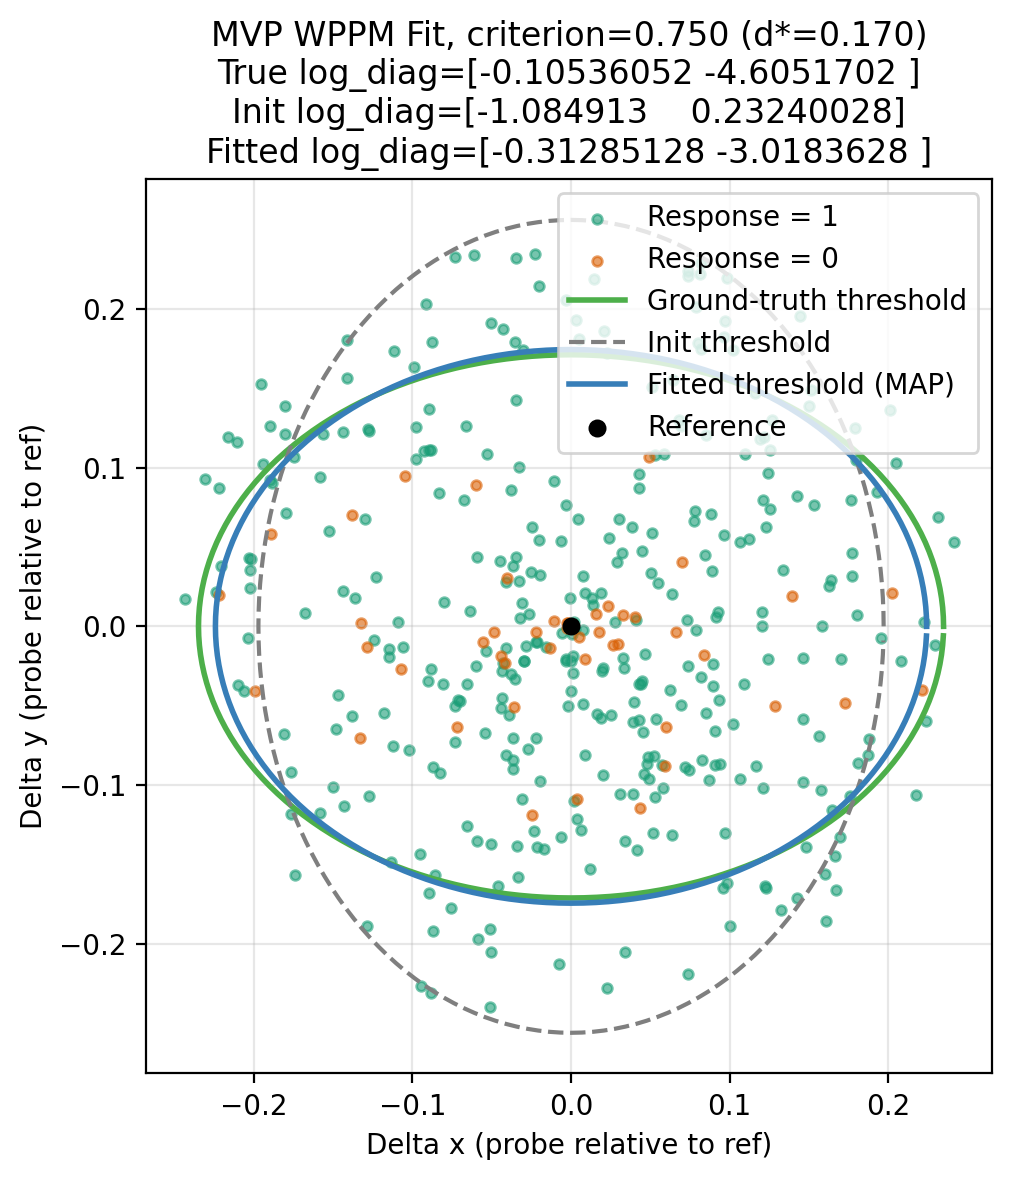 MVP WPPM Fit, criterion=0.750 (d*=0.170)
True log_diag=[-0.10536052 -4.6051702 ]
Init log_diag=[-1.084913    0.23240028]
Fitted log_diag=[-0.31285128 -3.0183628 ]
Response = 1
Response = 0
Ground-truth threshold
Init threshold
Fitted threshold (MAP)
Reference
Delta y (probe relative to ref)
0.2
0.1
0.0
−0.1
−0.2
−0.2
−0.1
0.0
0.1
0.2
Delta x (probe relative to ref)